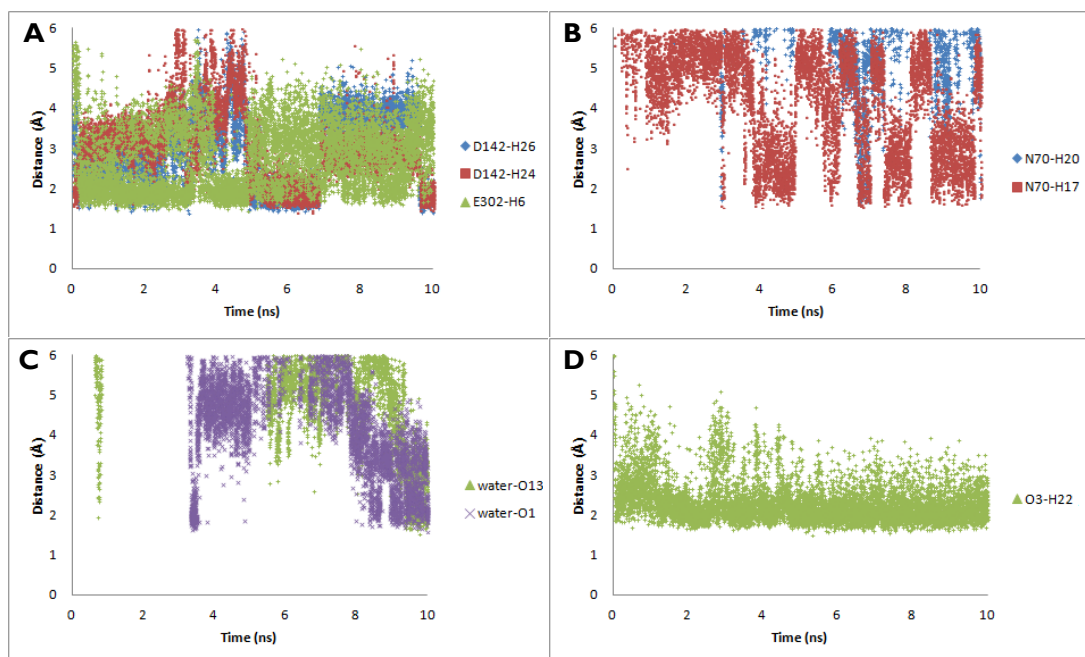 A
6
5
4
3
2
1
0
Distance (Å)
0 2 4 6 8 10
Time (ns)
D142-H26
D142-H24
E302-H6
B
6
5
4
3
2
1
0
Distance (Å)
0 2 4 6 8 10
Time (ns)
N70-H20
N70-H17
C
6
5
4
3
2
1
0
Distance (Å)
0 2 4 6 8 10
Time (ns)
water-O13
water-O1
D
6
5
4
3
2
1
0
Distance (Å)
0 2 4 6 8 10
Time (ns)
O3-H22